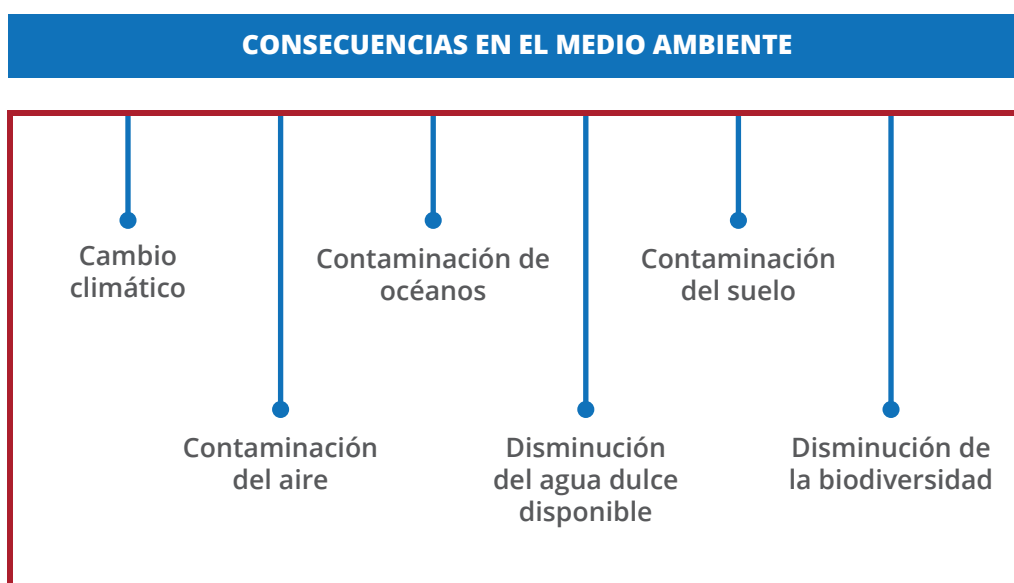 CONSECUENCIAS EN EL MEDIO AMBIENTE
Cambio
climático
Contaminación de
océanos
Contaminación
del suelo
Contaminación
del aire
Disminución
del agua dulce
disponible
Disminución de
la biodiversidad